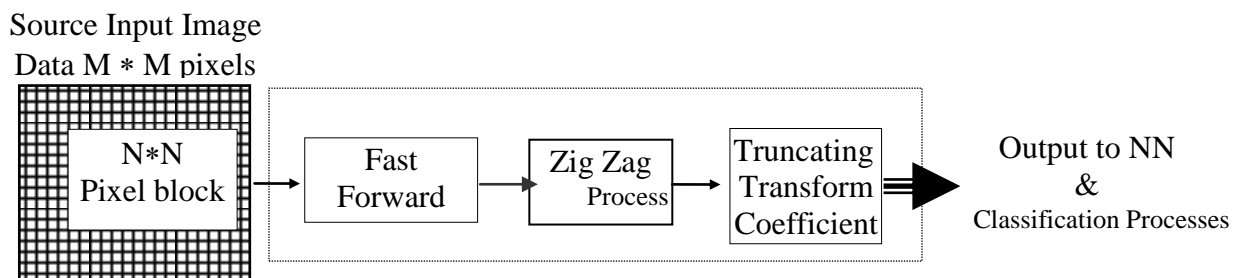 Source Input Image
Data M * M pixels
N*N
Pixel block
Fast
Forward
Zig Zag
Process
Truncating
Transform
Coefficient
Output to NN
&
Classification Processes